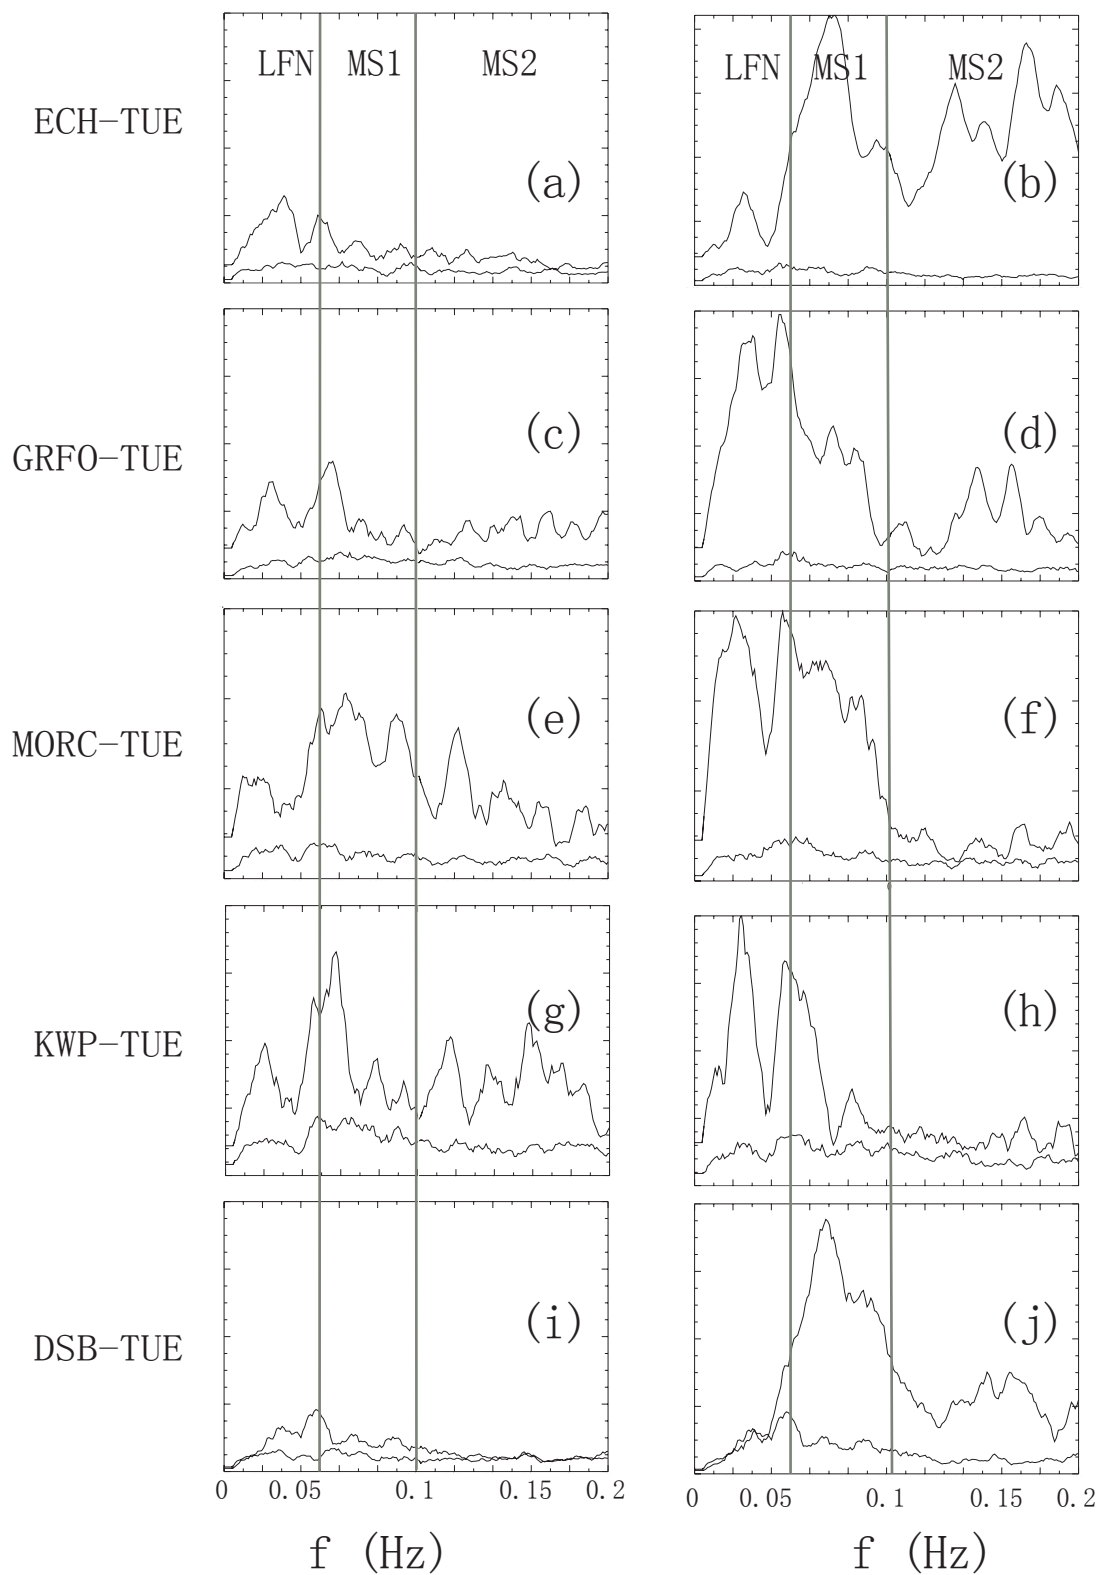 LFN MS1 MS2 LFN MS1 MS2
ECH-TUE
(a) (b)
GRFO-TUE
(c) (d)
MORC-TUE
(e) (f)
KWP-TUE
(g) (h)
DSB-TUE
(i) (j)
0 0.05 0.1 0.15 0.2 0 0.05 0.1 0.15 0.2
f (Hz) f (Hz)